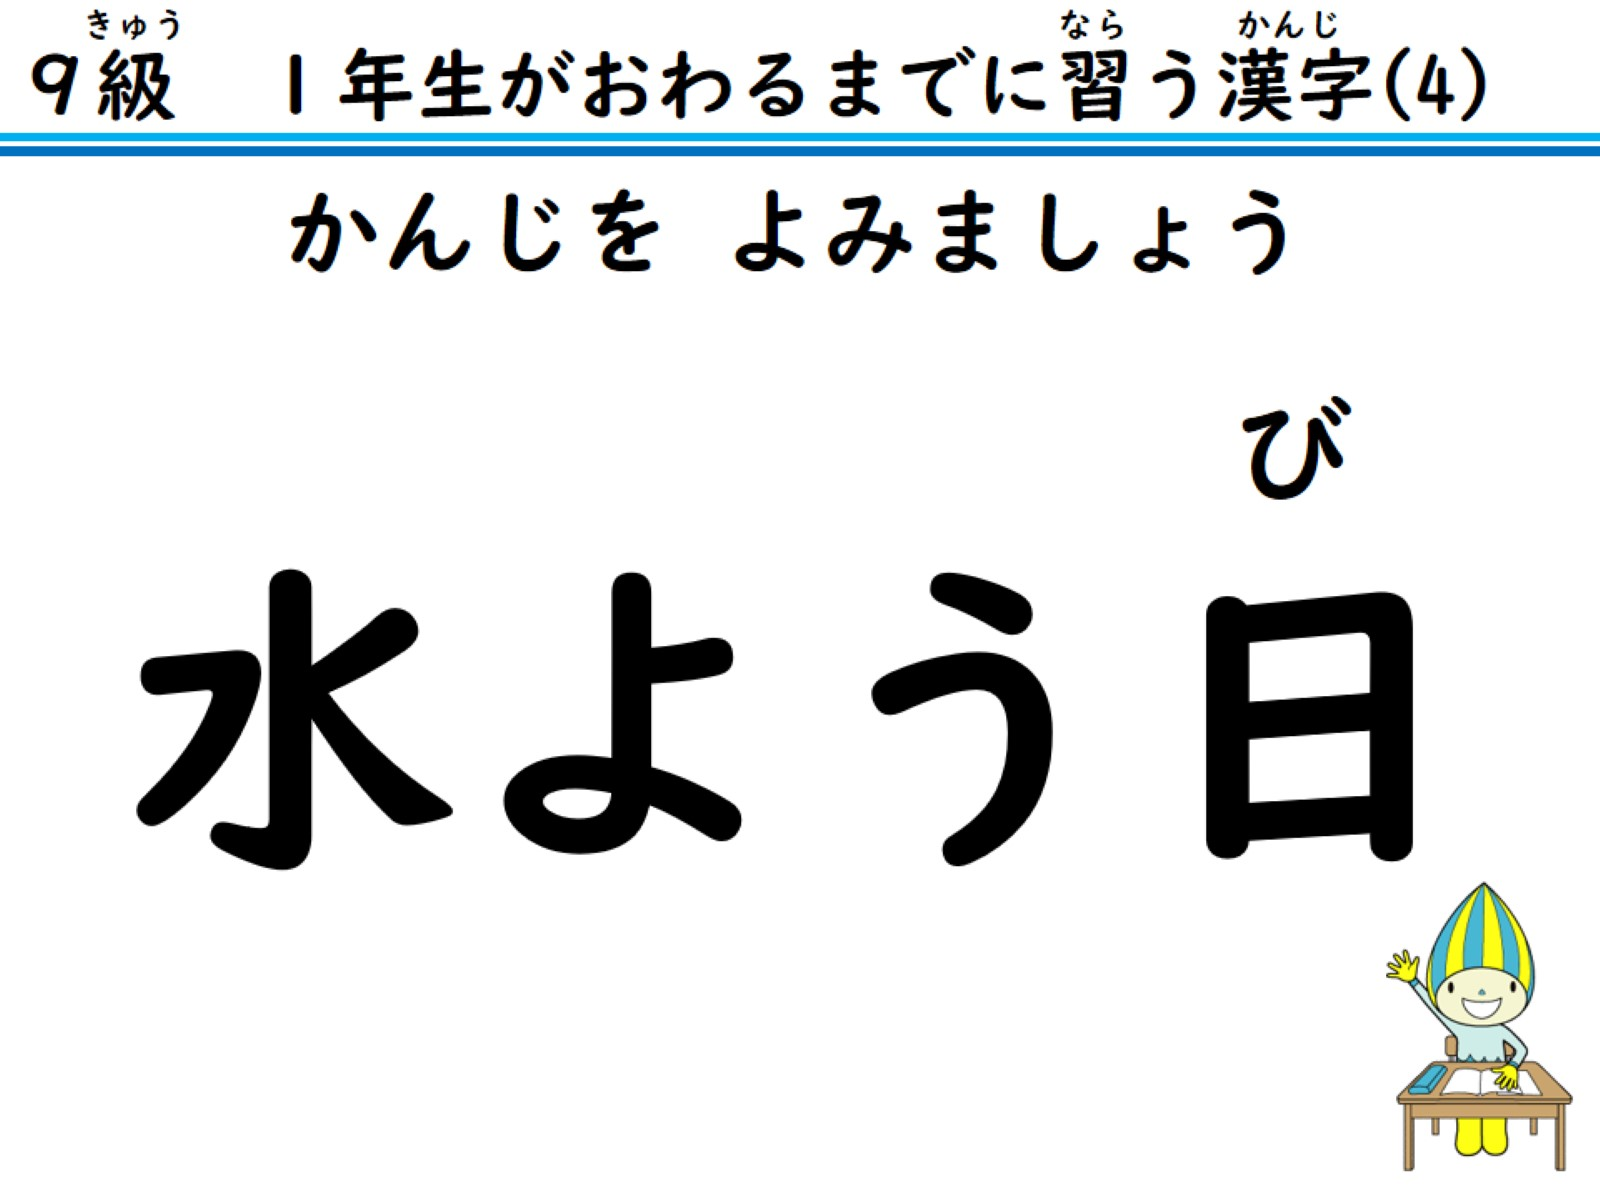 きゅう なら かんじ
9級 1年生がおわるまでに習う漢字(4)
かんじを よみましょう
び
水よう日